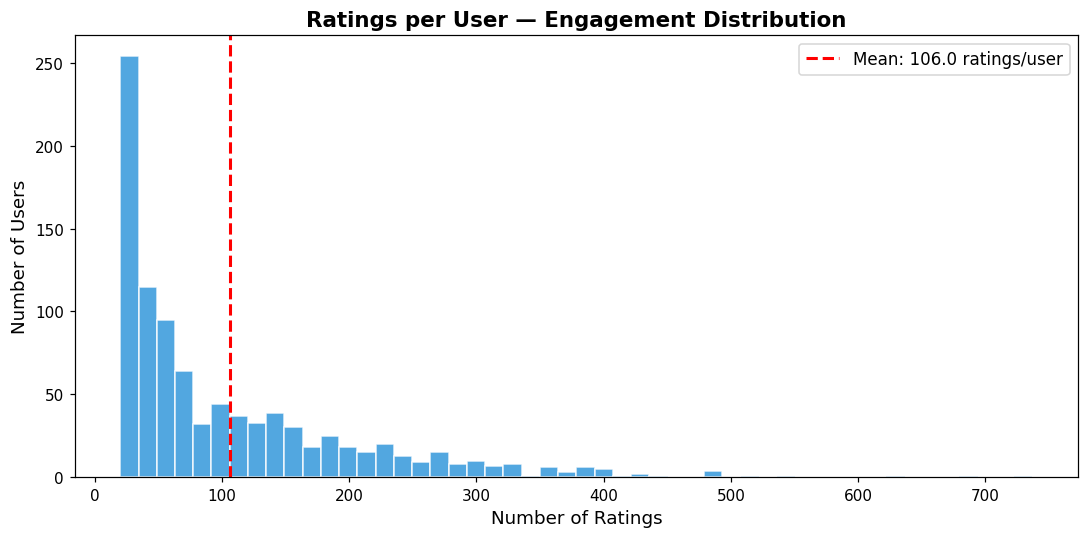 Ratings per User — Engagement Distribution
Mean: 106.0 ratings/user
Number of Users
250
200
150
100
50
0
0 100 200 300 400 500 600 700
Number of Ratings